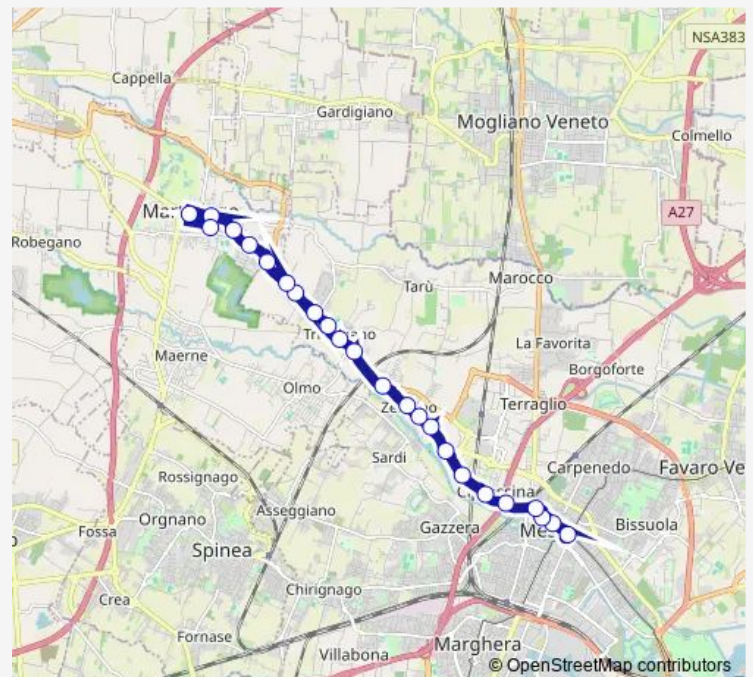 NSA383
Cappella
Gardigiano
Mogliano Veneto
Colmello
A27
Robegano
Tarù
Marocco
La Favorita
Maerne
Borgoforte
Olmo
Terraglio
Sardi
Carpenedo
Favaro Ve
Rossignago
Asseggiano
Orgnano
Gazzera
Bissuola
Fossa
Spinea
Chirignago
Crea
Fornase
Marghera
Villabona
© OpenStreetMap contributors